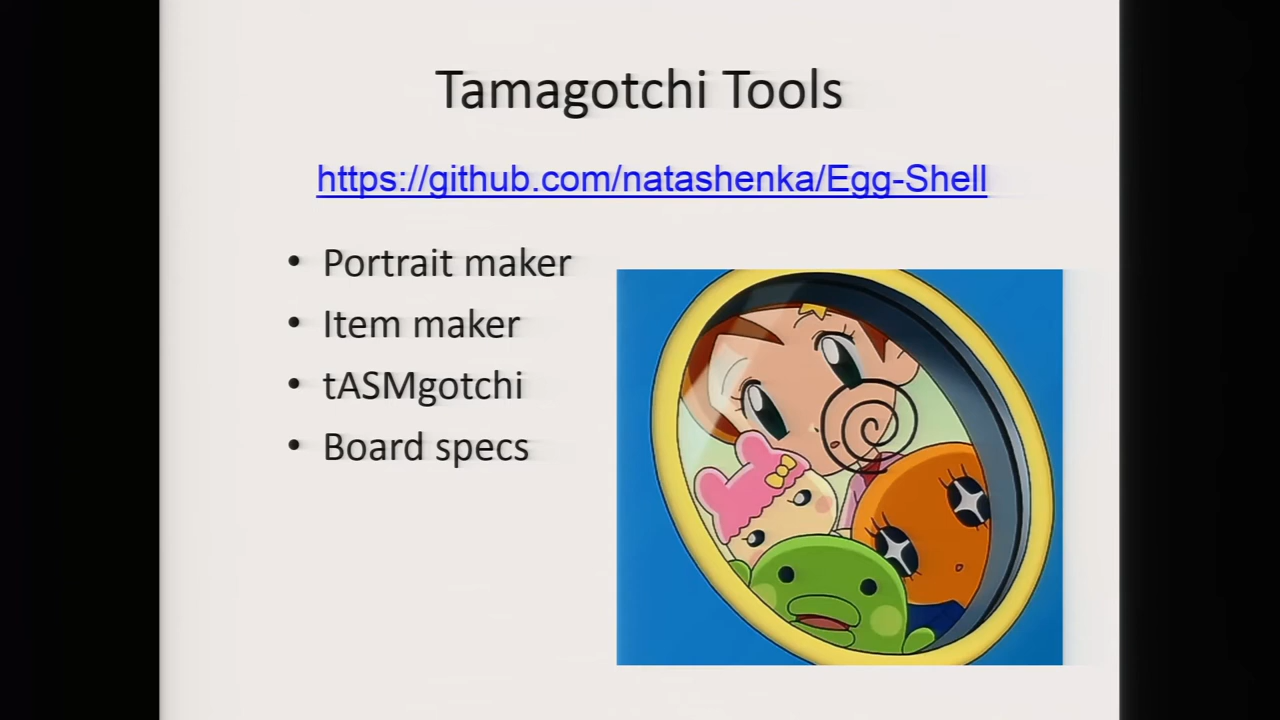 Tamagotchi Tools
https://github.com/natashenka/Egg-Shell
• Portrait maker
• Item maker
• tASMgotchi
• Board specs